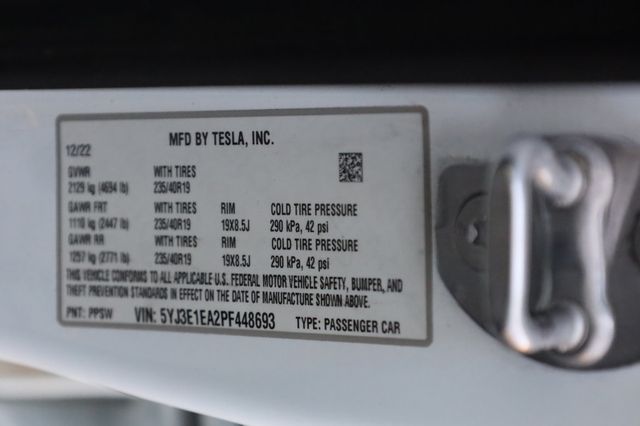 MFD BY TESLA, INC.
12/22
GVWR WITH TIRES
2129 kg (4694 lb) 235/40R19
GAWR FRT WITH TIRES RIM COLD TIRE PRESSURE
1110 kg (2447 lb) 235/40R19 19X8.5J 290 kPa, 42 psi
GAWR RR WITH TIRES RIM COLD TIRE PRESSURE
1257 kg (2771 lb) 235/40R19 19X8.5J 290 kPa, 42 psi
THIS VEHICLE CONFORMS TO ALL APPLICABLE U.S. FEDERAL MOTOR VEHICLE SAFETY, BUMPER, AND
THEFT PREVENTION STANDARDS IN EFFECT ON THE DATE OF MANUFACTURE SHOWN ABOVE.
PNT: PPSW VIN: 5YJ3E1EA2PF448693 TYPE: PASSENGER CAR